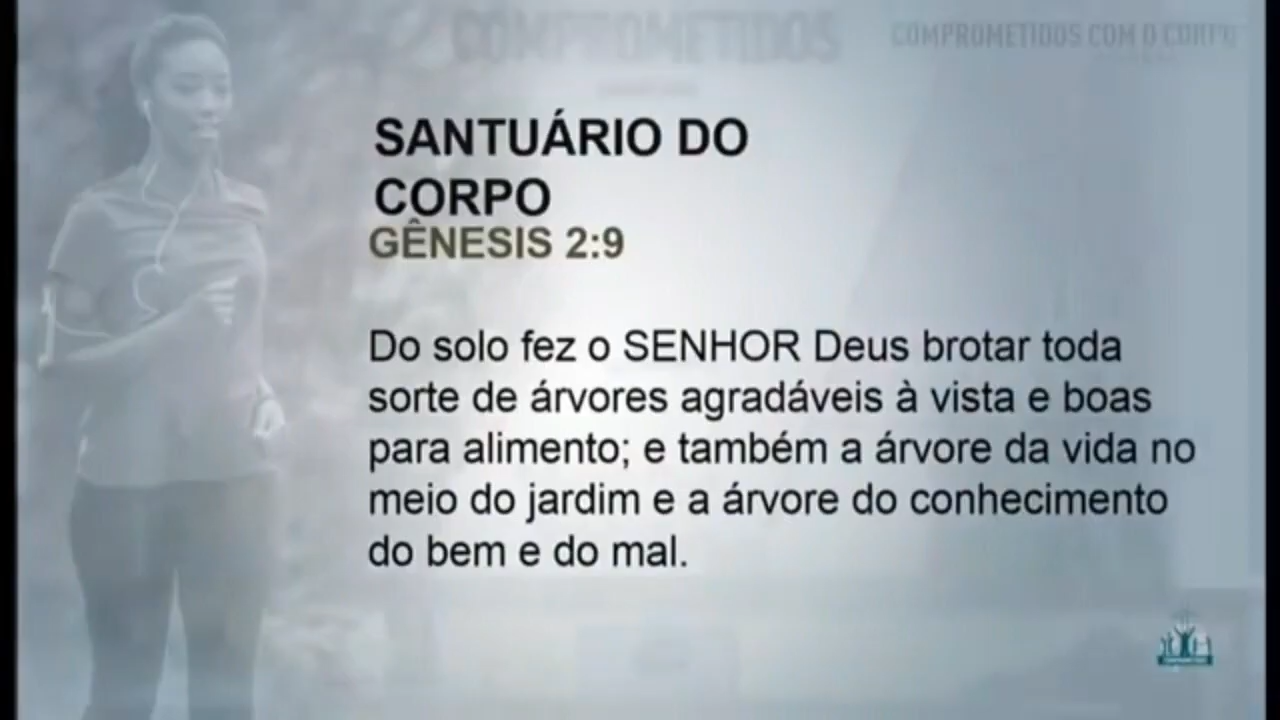 COMPROMETIDOS
COMPROMETIDOS COM O CORPO
SANTUÁRIO DO
CORPO
GÊNESIS 2:9
Do solo fez o SENHOR Deus brotar toda
sorte de árvores agradáveis à vista e boas
para alimento; e também a árvore da vida no
meio do jardim e a árvore do conhecimento
do bem e do mal.